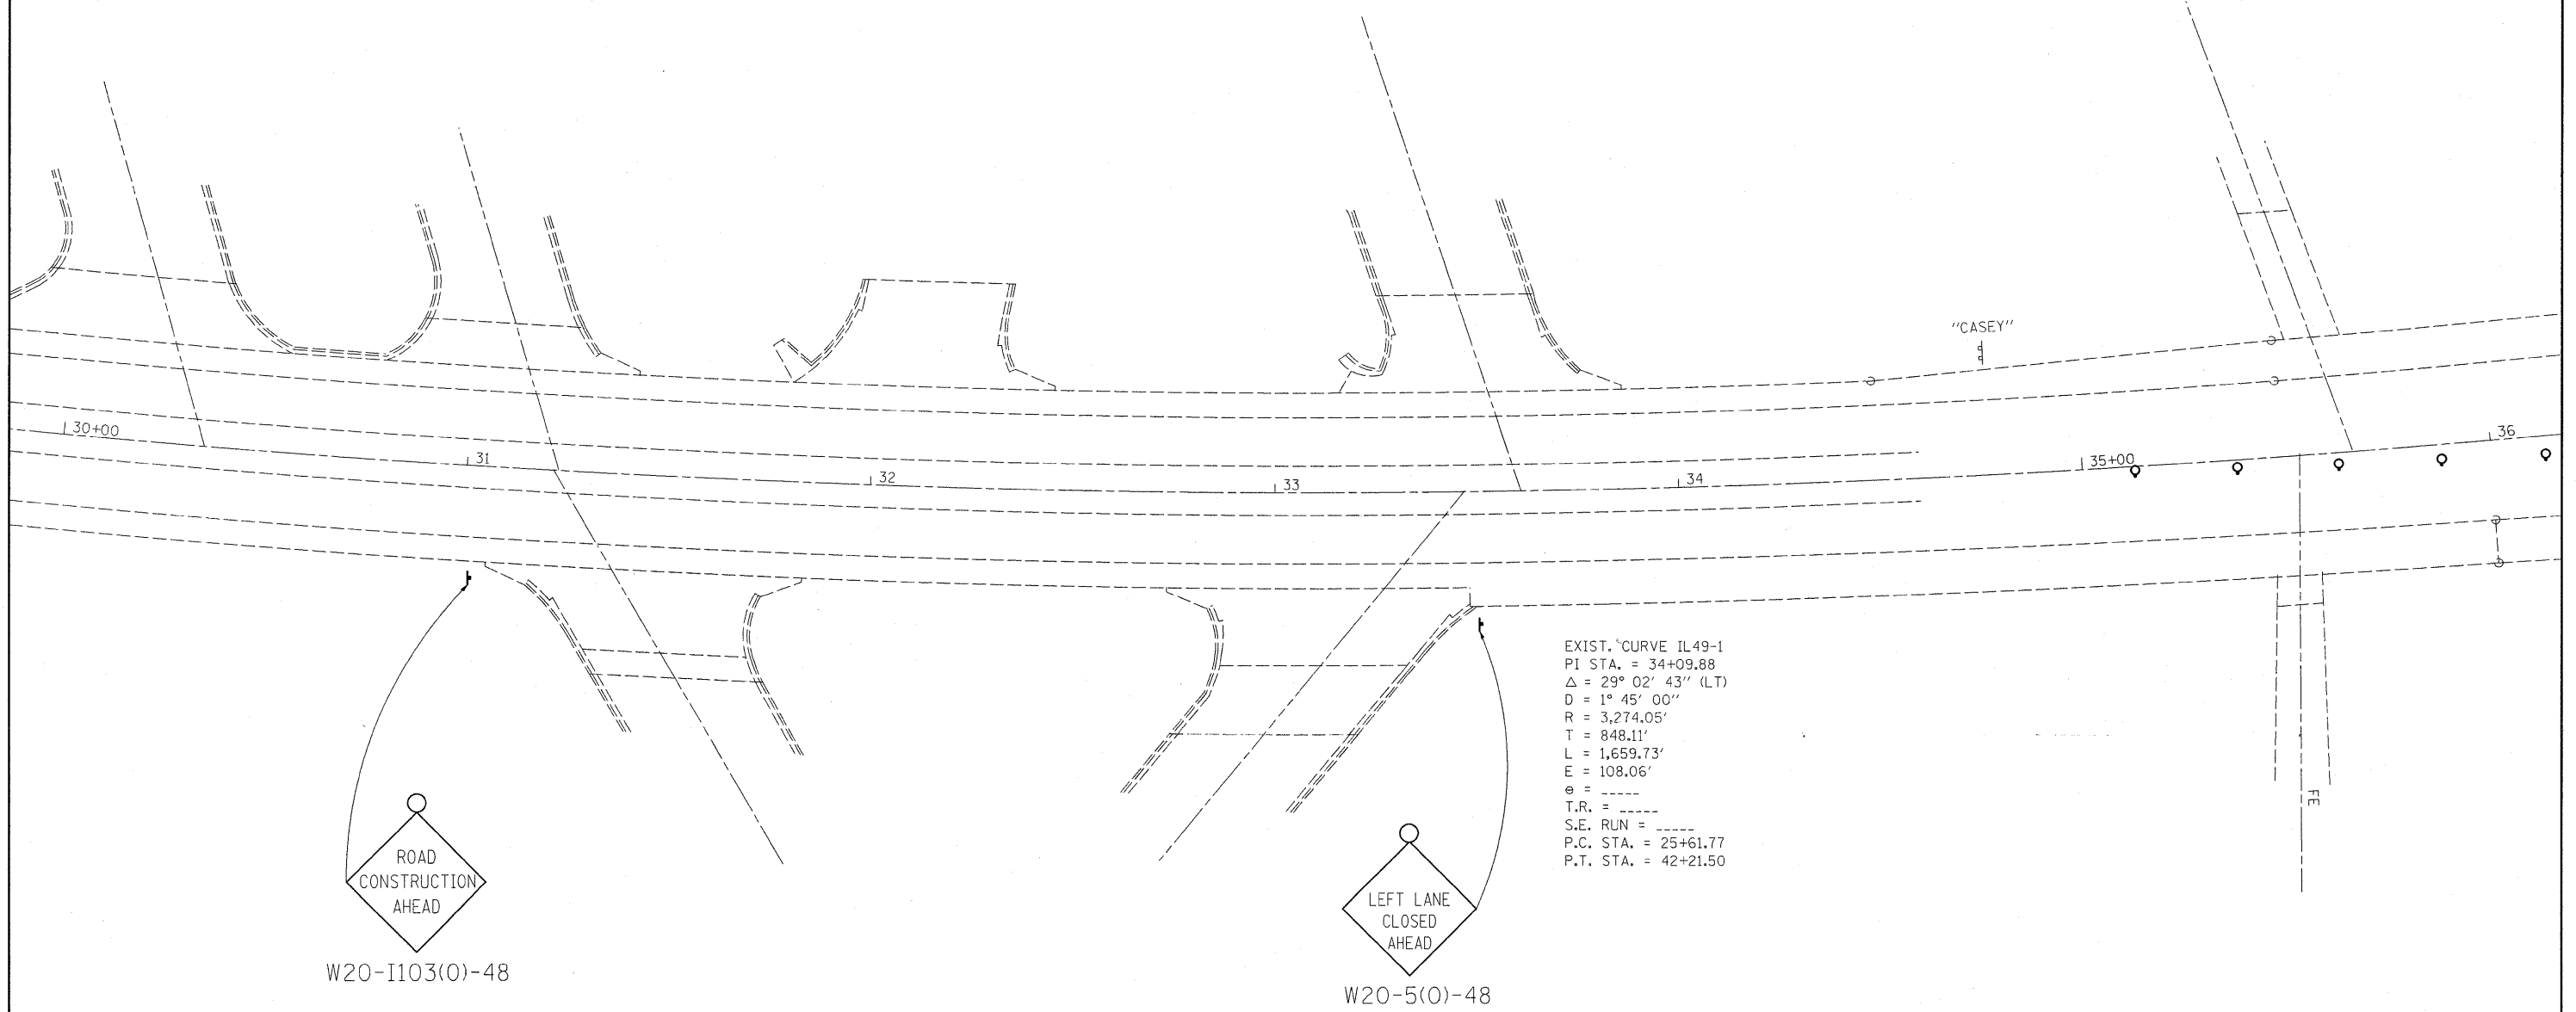 "CASEY"
30+00
31
32
33
34
35+00
36
EXIST. CURVE IL49-1
PI STA. = 34+09.88
Δ = 29° 02' 43" (LT)
D = 1° 45' 00"
R = 3,274.05'
T = 848.11'
L = 1,659.73'
E = 108.06'
e = _____
T.R. = _____
S.E. RUN = _____
P.C. STA. = 25+61.77
P.T. STA. = 42+21.50
FE
ROAD
CONSTRUCTION
AHEAD
W20-I103(O)-48
LEFT LANE
CLOSED
AHEAD
W20-5(O)-48